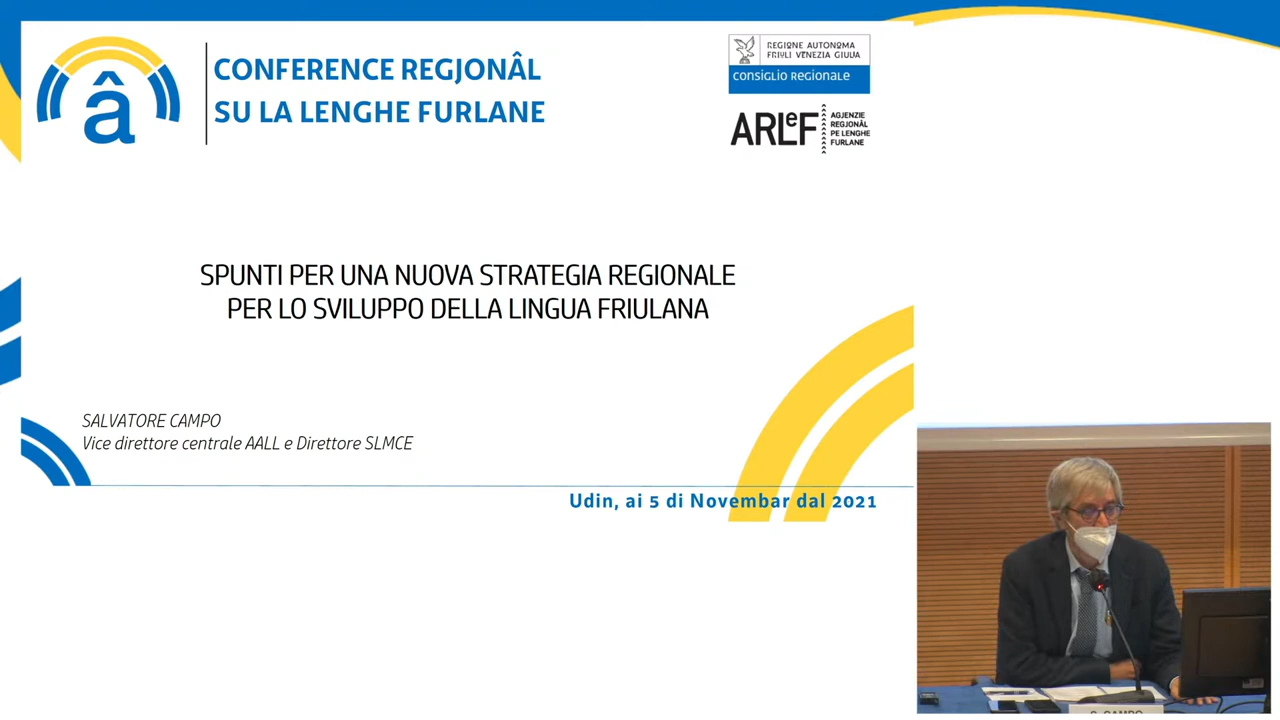 â
CONFERENCE REGJONÂL
SU LA LENGHE FURLANE
REGIONE AUTONOMA
FRIULI VENEZIA GIULIA
CONSIGLIO REGIONALE
ARLeF
AGJENZIE
REGJONÂL
PE LENGHE
FURLANE
SPUNTI PER UNA NUOVA STRATEGIA REGIONALE
PER LO SVILUPPO DELLA LINGUA FRIULANA
SALVATORE CAMPO
Vice direttore centrale AALL e Direttore SLMCE
Udin, ai 5 di Novembar dal 2021
S. CAMPO